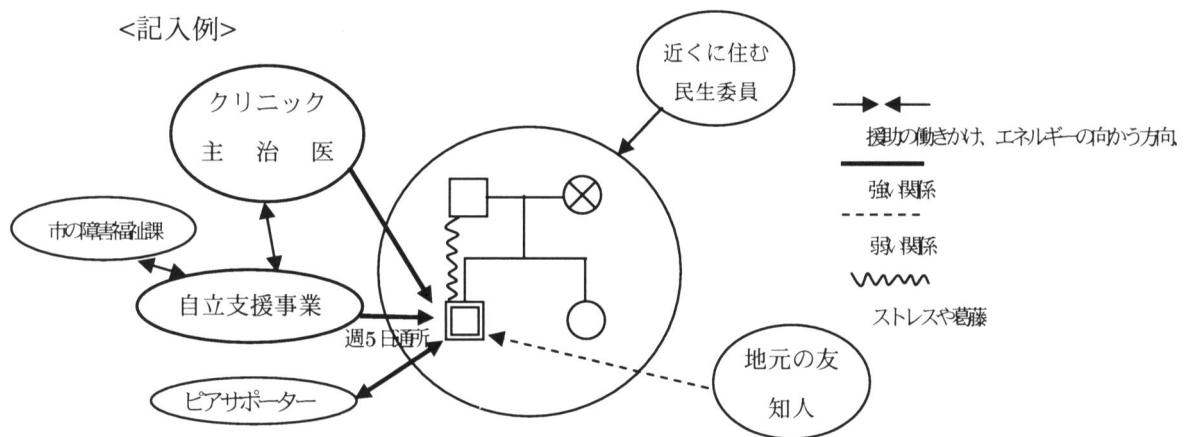 <記入例>
近くに住む
民生委員
クリニック
主 治 医
援助の働きかけ、エネルギーの向かう方向
強い関係
市の障害福祉課
弱い関係
自立支援事業
ストレスや葛藤
週5日通所
地元の友
知人
ピアサポーター